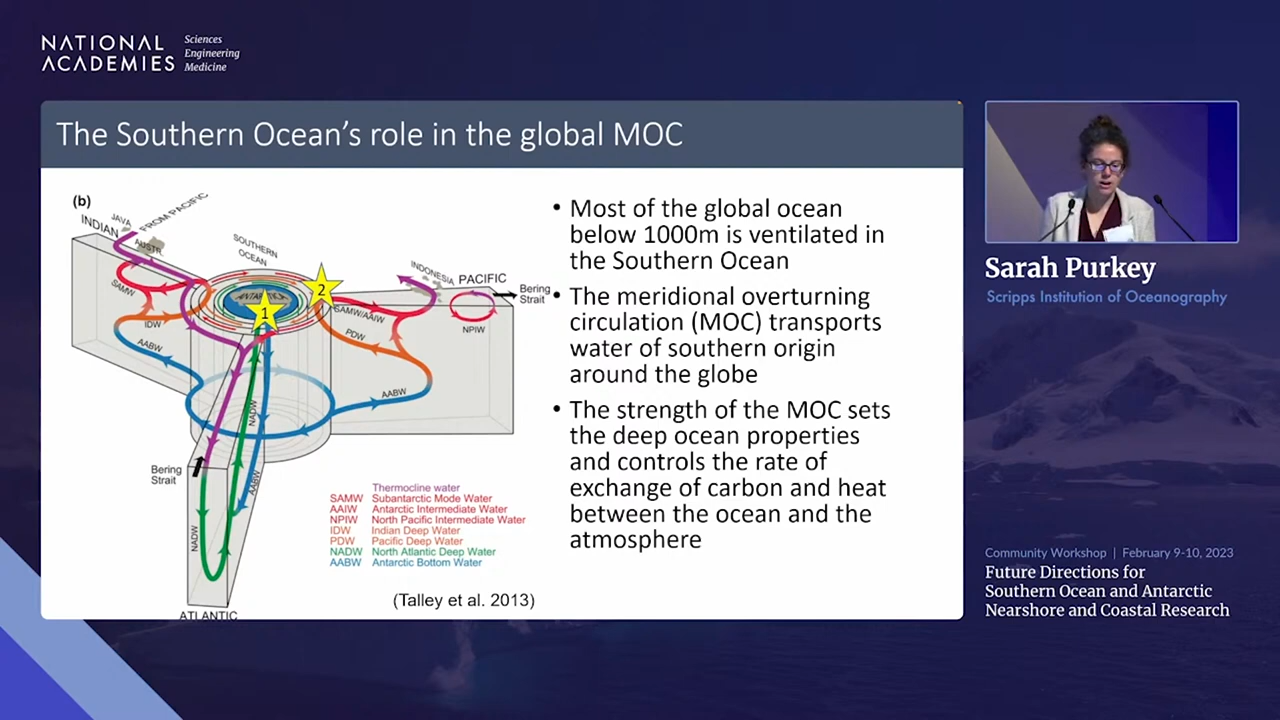 NATIONAL
ACADEMIES
Sciences
Engineering
Medicine
The Southern Ocean's role in the global MOC
(b)
INDIAN
JAVA
FROM PACIFIC
AUSTR.
SOUTHERN
OCEAN
INDONESIA
PACIFIC
Bering
Strait
SAMW
IDW
AABW
1
2
SAMW/AAIW
PDW
NPIW
AABW
NADW
AABW
Bering
Strait
NADW
ATLANTIC
Thermocline water
SAMW Subantarctic Mode Water
AAIW Antarctic Intermediate Water
NPIW North Pacific Intermediate Water
IDW Indian Deep Water
PDW Pacific Deep Water
NADW North Atlantic Deep Water
AABW Antarctic Bottom Water
(Talley et al. 2013)
• Most of the global ocean
below 1000m is ventilated in
the Southern Ocean
• The meridional overturning
circulation (MOC) transports
water of southern origin
around the globe
• The strength of the MOC sets
the deep ocean properties
and controls the rate of
exchange of carbon and heat
between the ocean and the
atmosphere
Sarah Purkey
Scripps Institution of Oceanography
Community Workshop | February 9-10, 2023
Future Directions for
Southern Ocean and Antarctic
Nearshore and Coastal Research